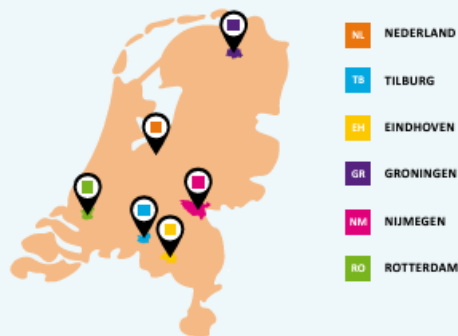 NL NEDERLAND
TB TILBURG
EH EINDHOVEN
GR GRONINGEN
NM NIJMEGEN
RO ROTTERDAM